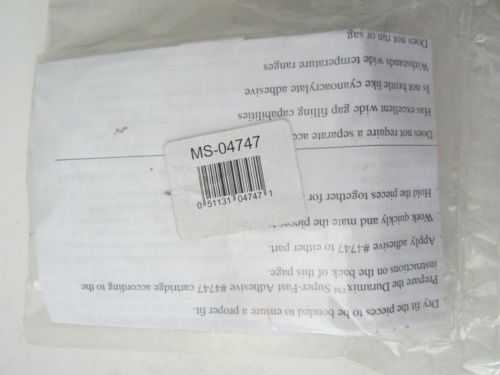 MS-04747
0 51131 04747 1
Dry fit the pieces to be bonded to ensure a proper fit.
Prepare the Duramix™ Super-Fast Adhesive #4747 cartridge according to the
instructions on the back of this page.
Apply adhesive #4747 to either part.
Work quickly and mate the pieces
Hold the pieces together for
Does not require a separate
Has excellent wide gap filling capabilities
Is not brittle like cyanoacrylate adhesive
Withstands wide temperature ranges
Does not run or sag